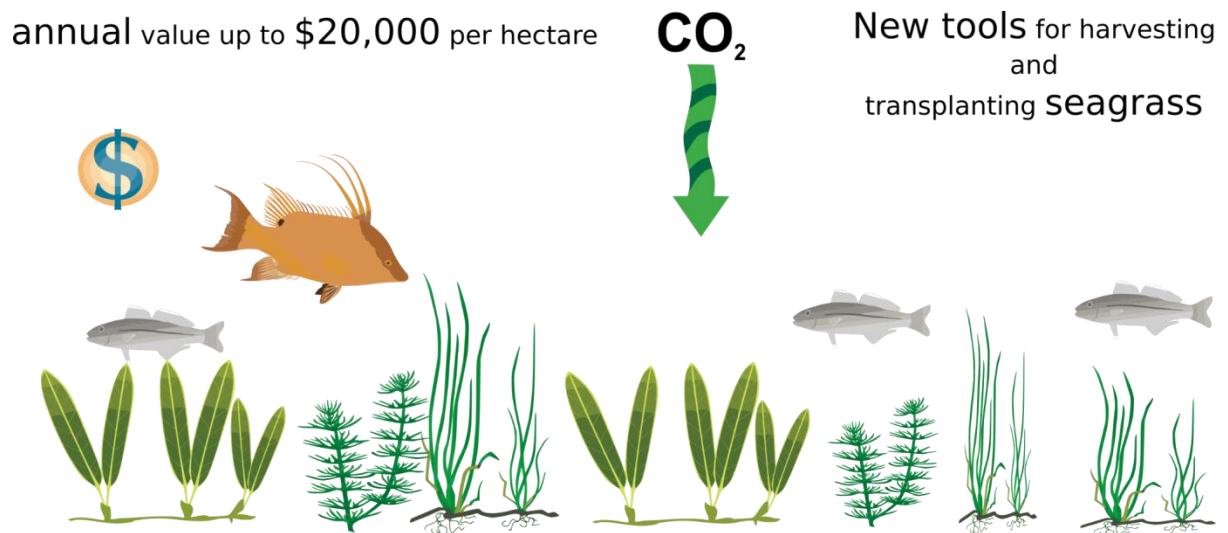 annual value up to $20,000 per hectare
$
CO₂
New tools for harvesting
and
transplanting seagrass